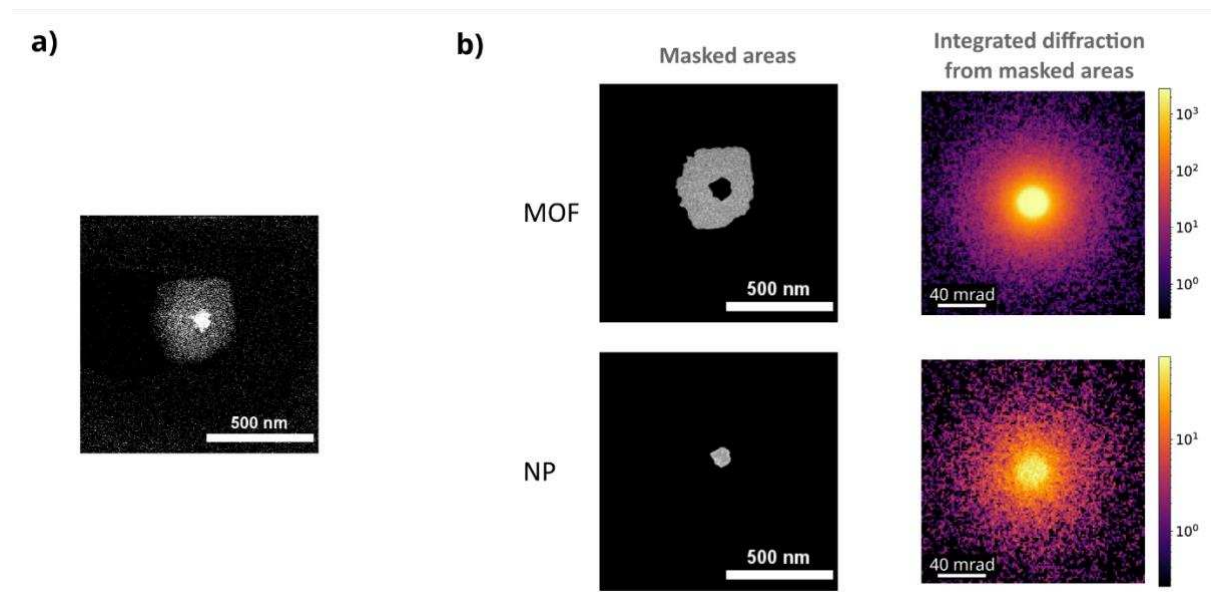 a)
500 nm
b)
Masked areas
Integrated diffraction
from masked areas
MOF
500 nm
40 mrad
10³
10²
10¹
10⁰
NP
500 nm
40 mrad
10¹
10⁰